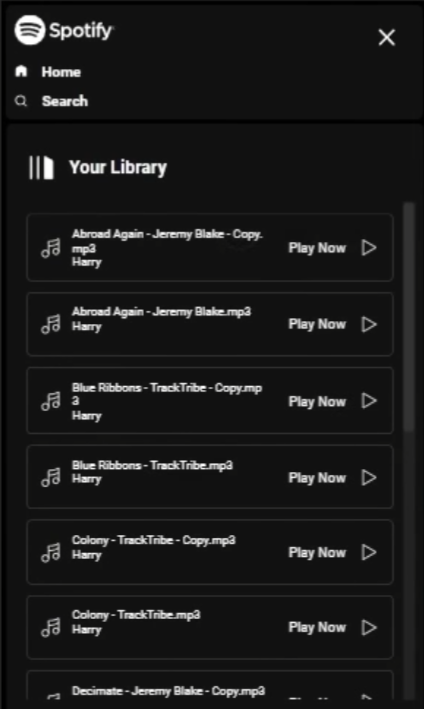 Spotify
Home
Search
Your Library
Abroad Again - Jeremy Blake - Copy.
mp3
Harry
Play Now
Abroad Again - Jeremy Blake.mp3
Harry
Play Now
Blue Ribbons - TrackTribe - Copy.mp
3
Harry
Play Now
Blue Ribbons - TrackTribe.mp3
Harry
Play Now
Colony - TrackTribe - Copy.mp3
Harry
Play Now
Colony - TrackTribe.mp3
Harry
Play Now
Decimate - Jeremy Blake - Copy.mp3